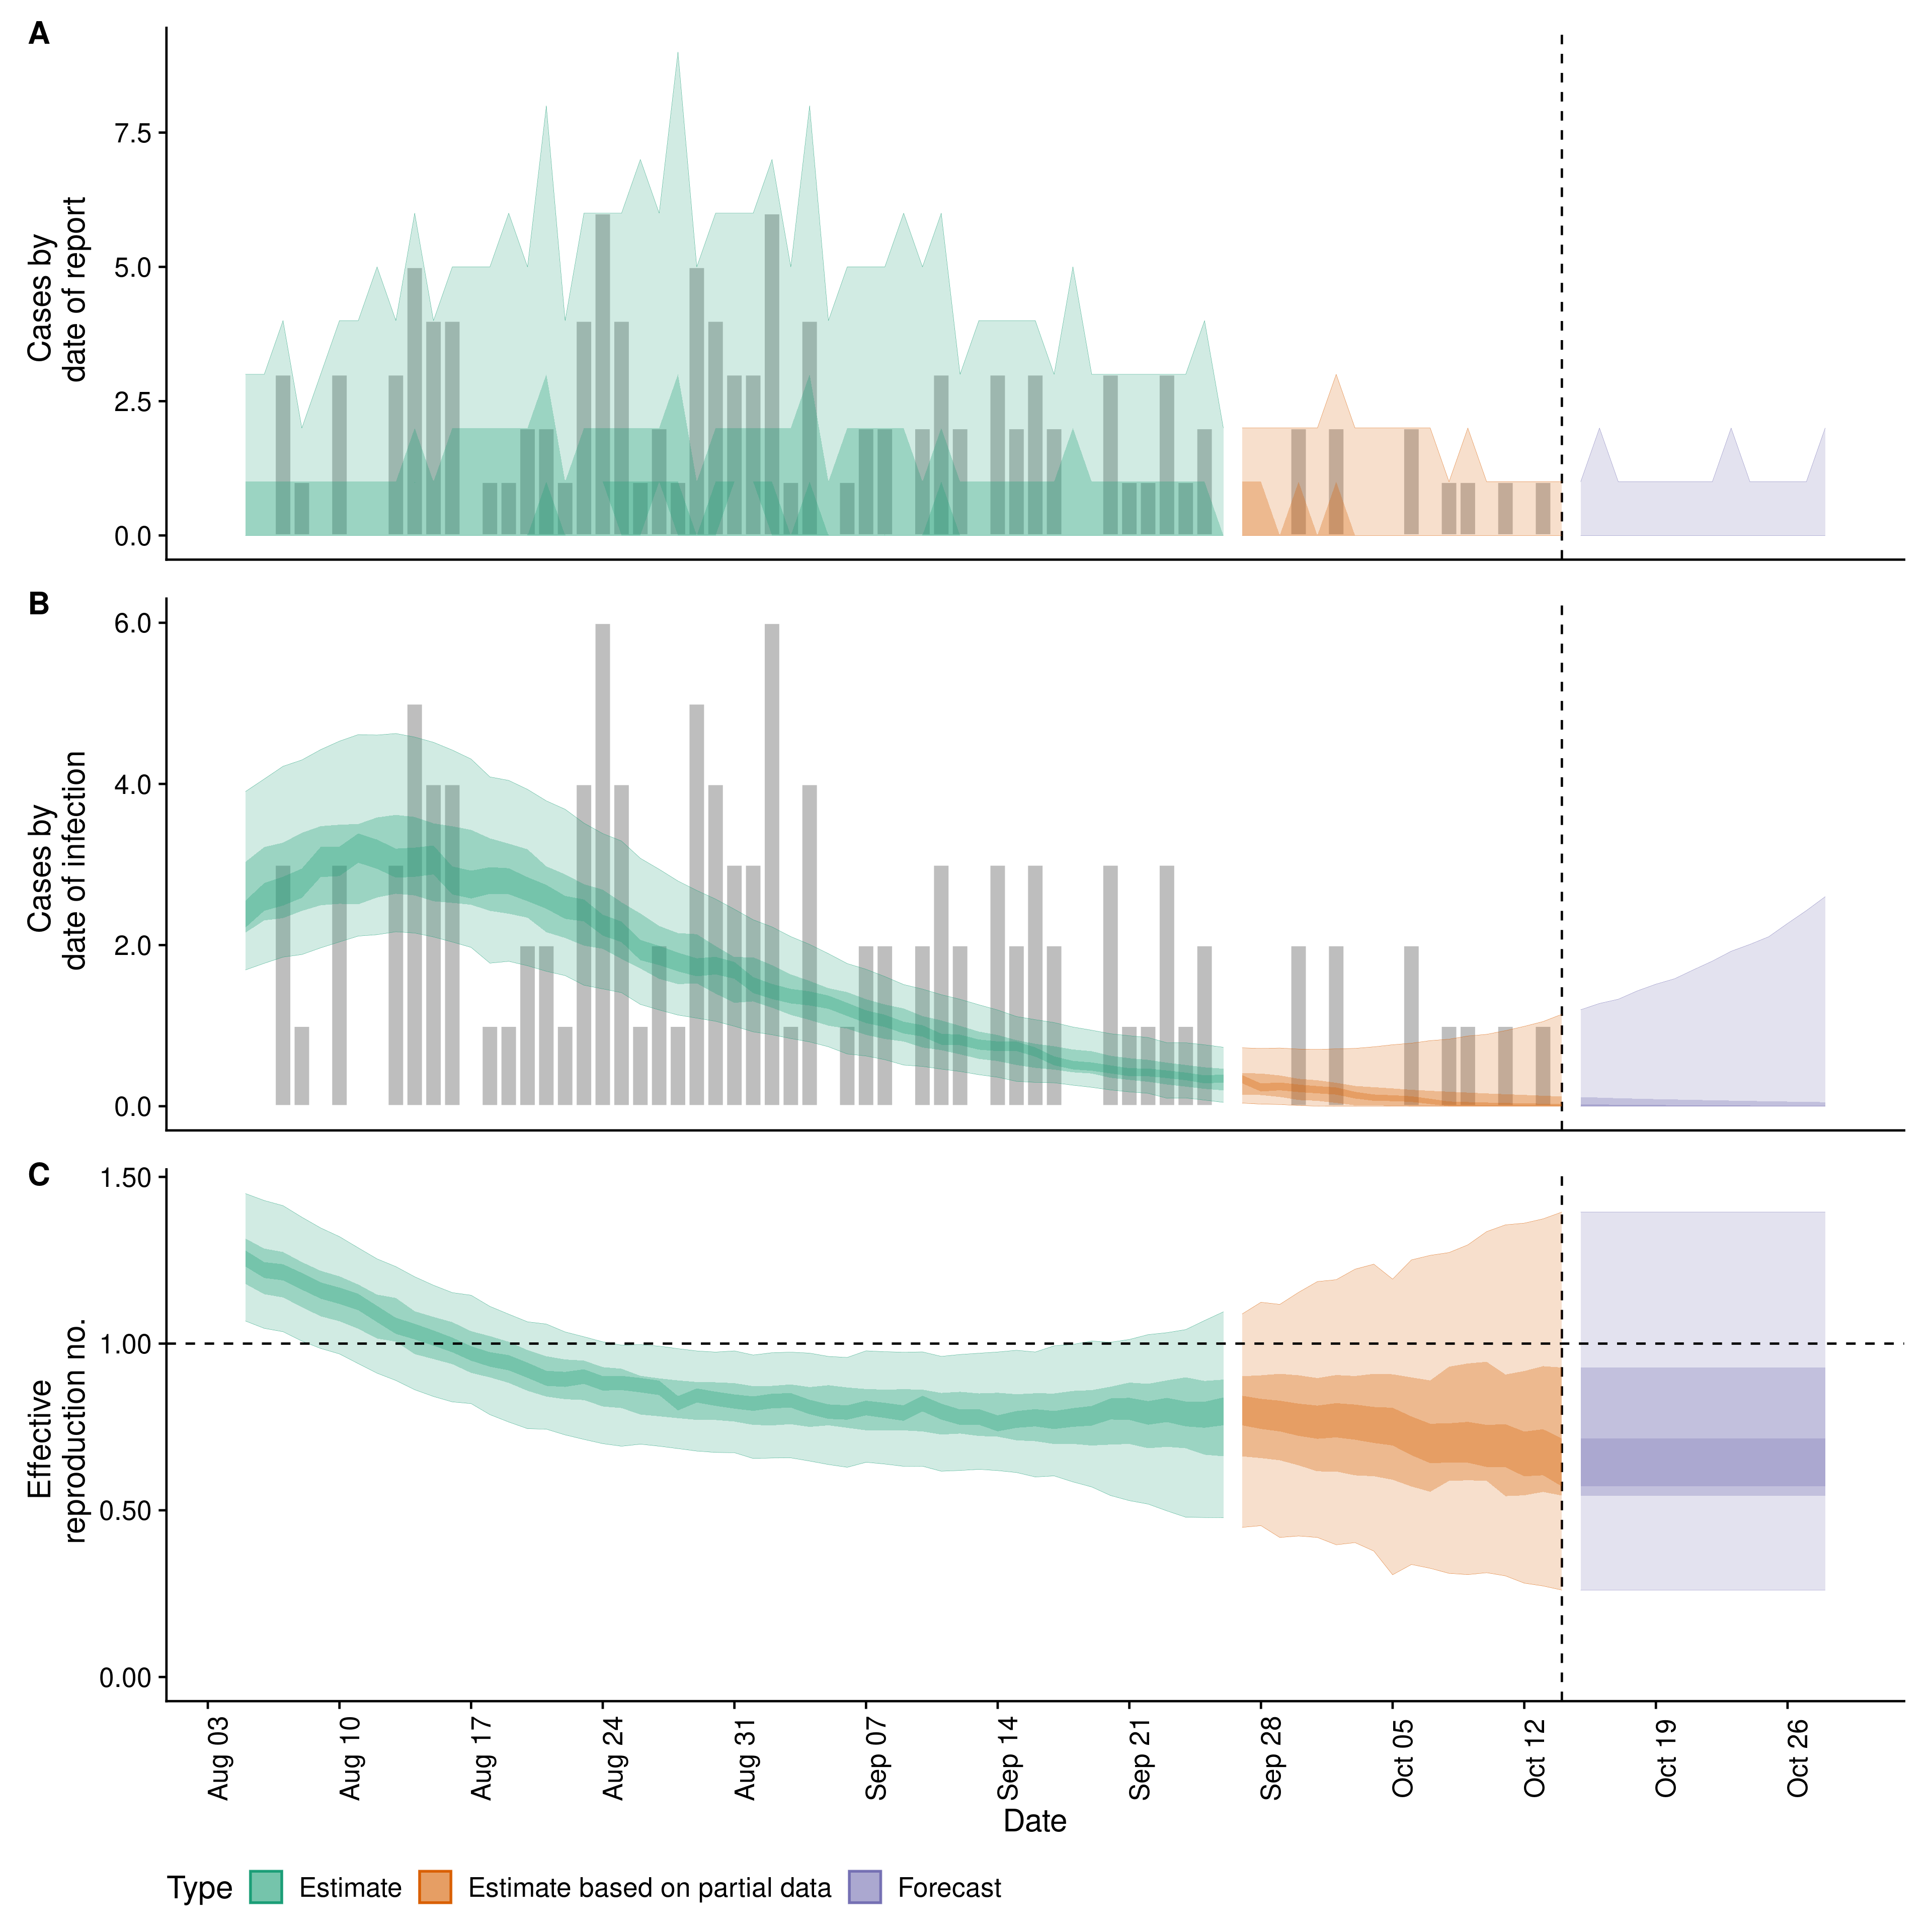 A
Cases by
date of report
7.5
5.0
2.5
0.0
B
Cases by
date of infection
6.0
4.0
2.0
0.0
C
Effective
reproduction no.
1.50
1.00
0.50
0.00
Aug 03
Aug 10
Aug 17
Aug 24
Aug 31
Sep 07
Sep 14
Sep 21
Sep 28
Oct 05
Oct 12
Oct 19
Oct 26
Date
Type Estimate Estimate based on partial data Forecast